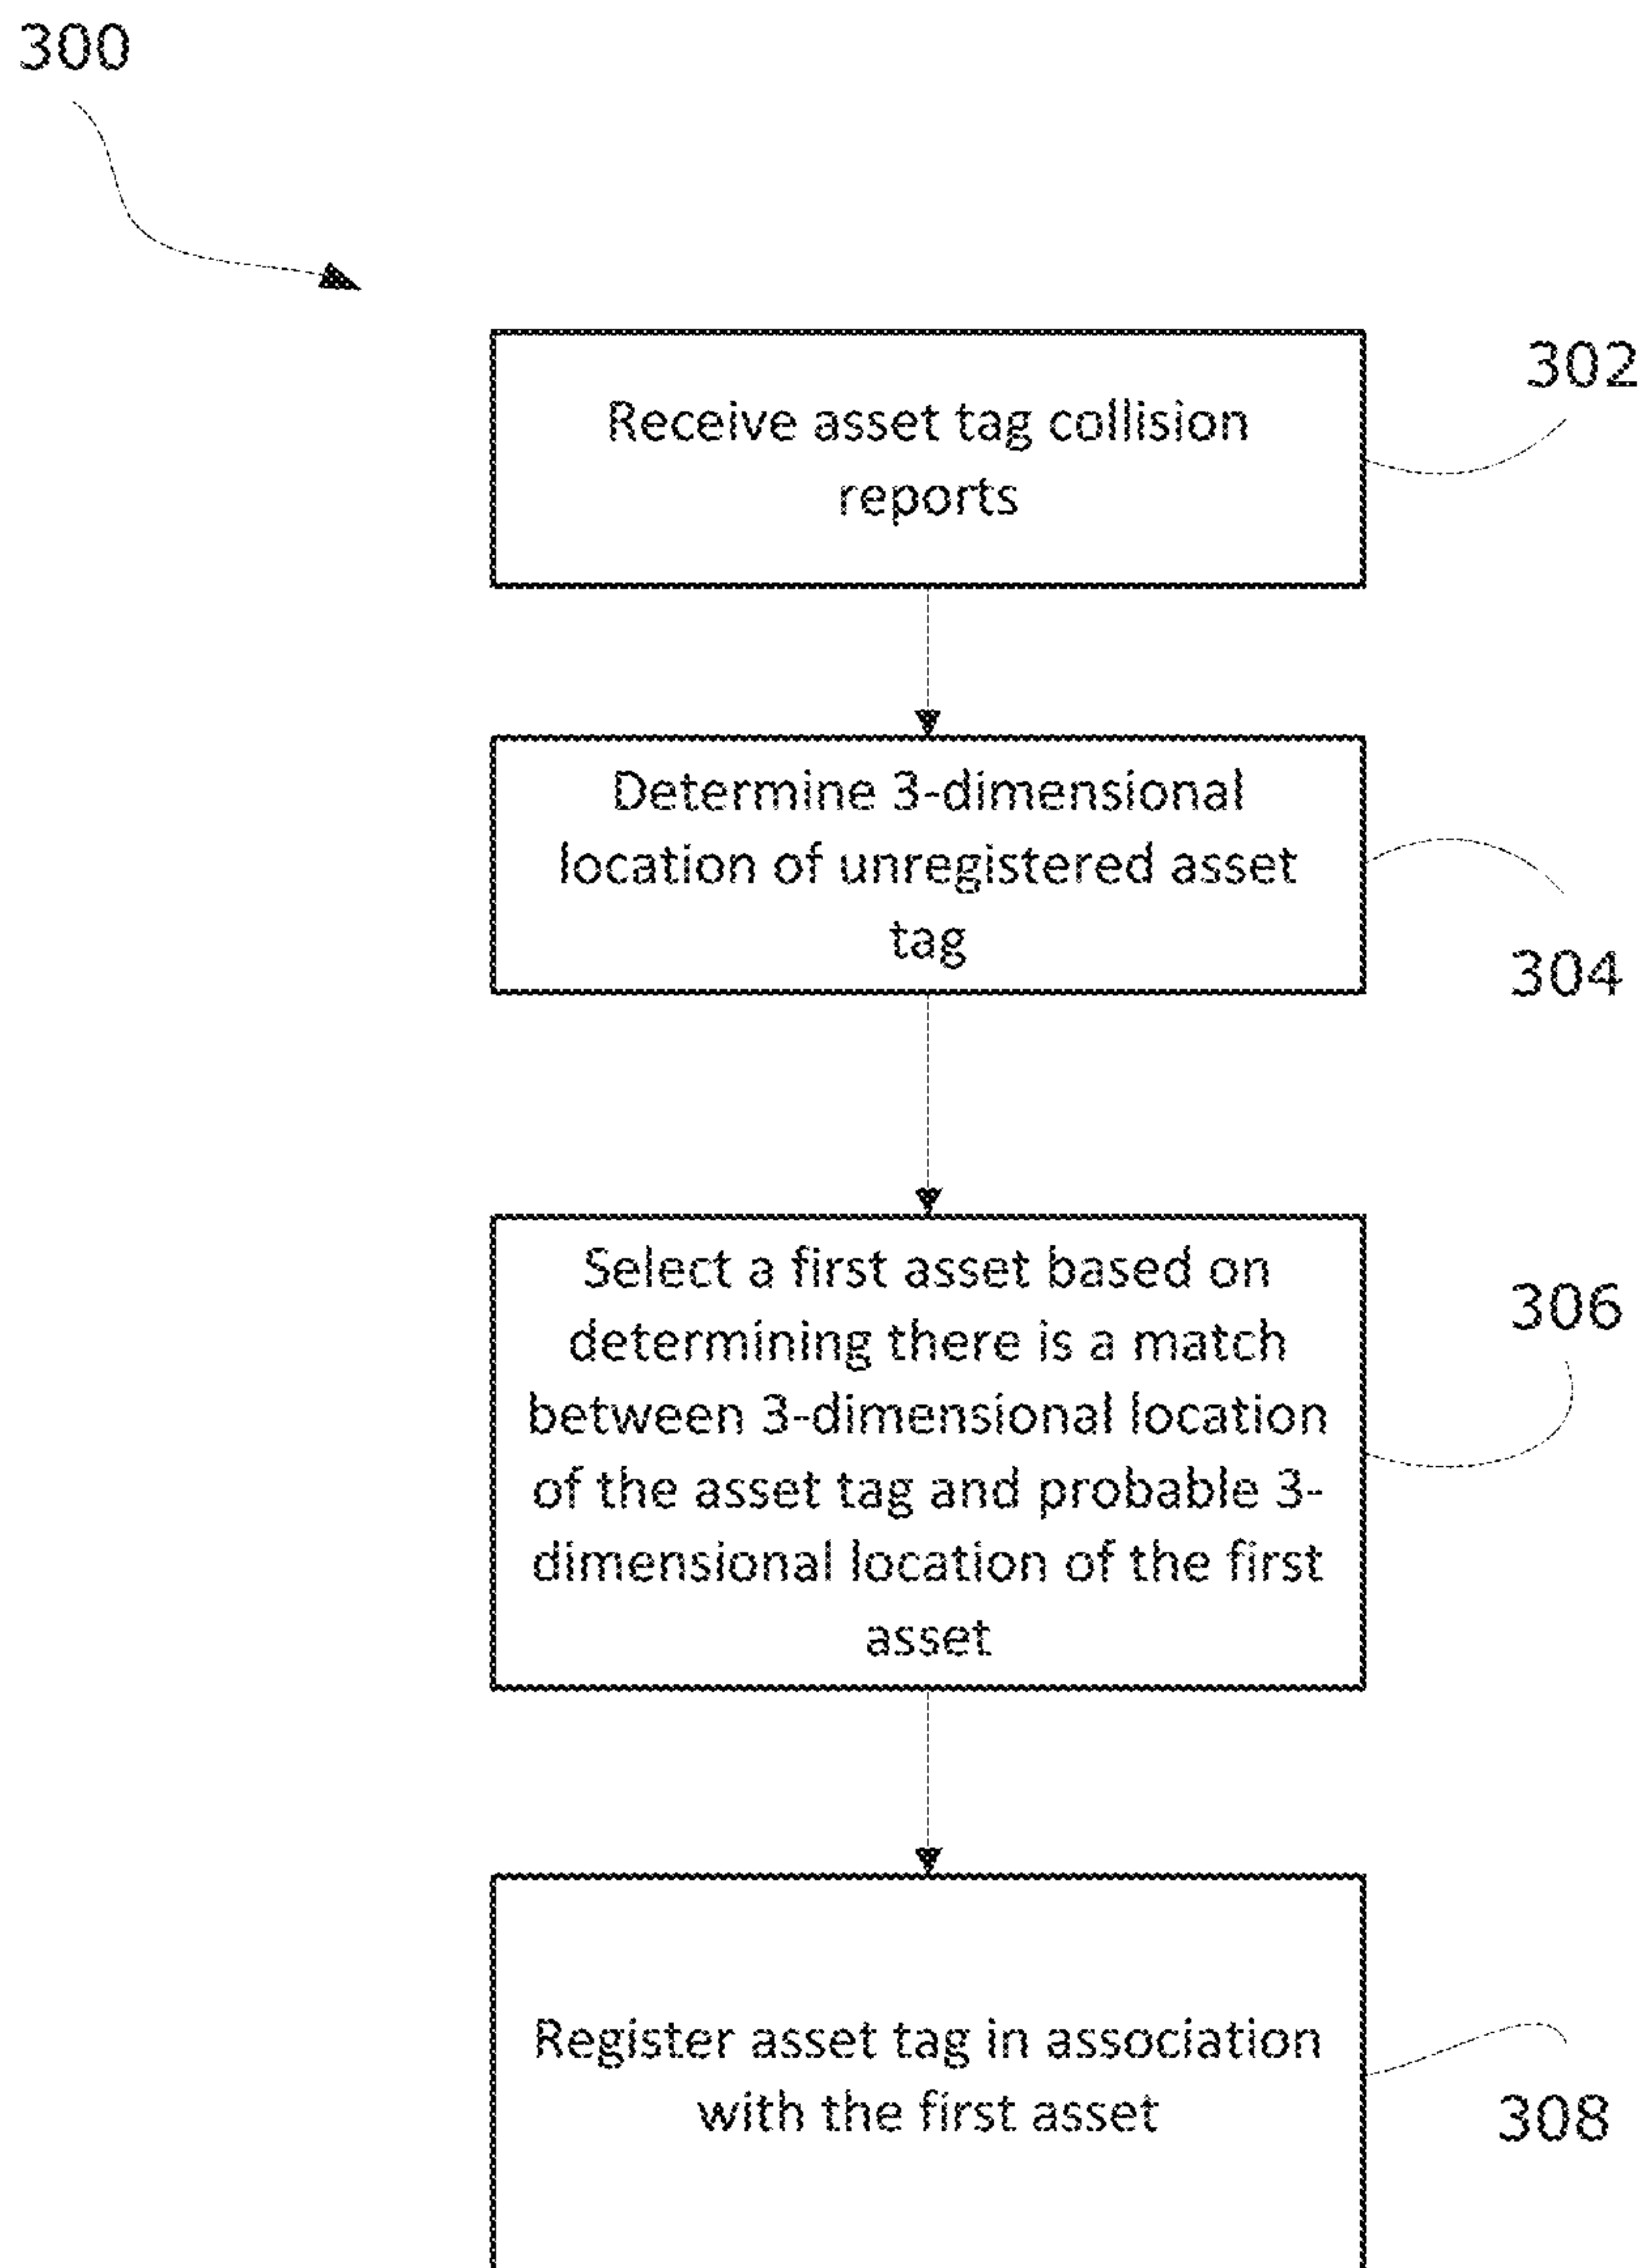 300
Receive asset tag collision
reports
302
Determine 3-dimensional
location of unregistered asset
tag
304
Select a first asset based on
determining there is a match
between 3-dimensional location
of the asset tag and probable 3-
dimensional location of the first
asset
306
Register asset tag in association
with the first asset
308